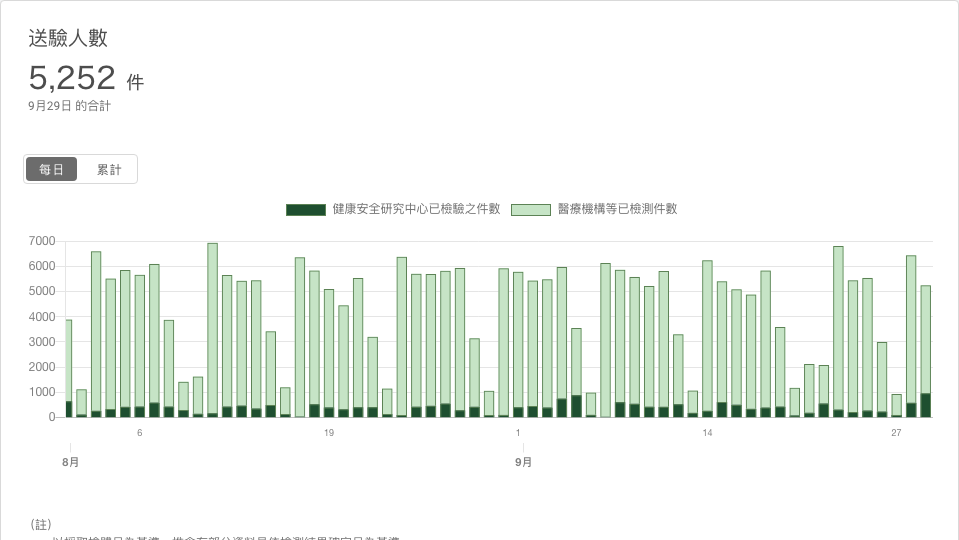 送驗人數
5,252 件
9月29日 的合計
每日 累計
健康安全研究中心已檢驗之件數 醫療機構等已檢測件數
7000
6000
5000
4000
3000
2000
1000
0
6 19 1 14 27
8月 9月
（註）